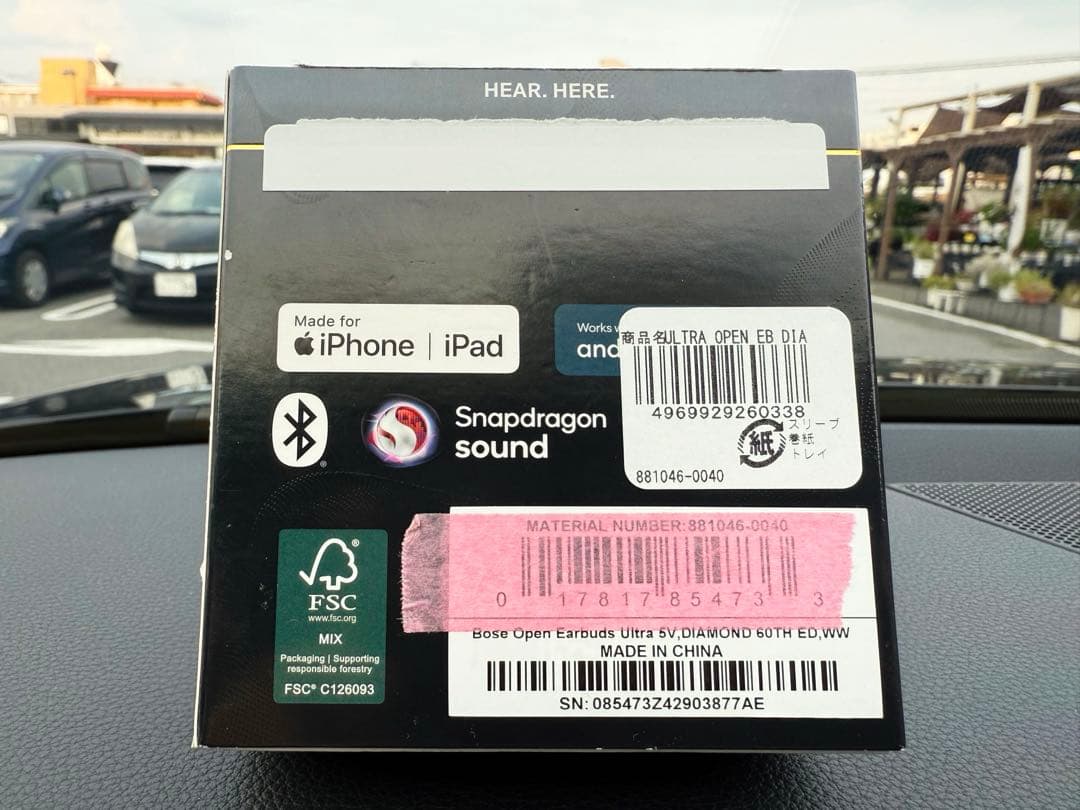 HEAR. HERE.
Made for
iPhone | iPad
Works w
and
商品名ULTRA OPEN EB DIA
4969929260338
紙
スリーブ
巻紙
トレイ
881046-0040
Snapdragon
sound
MATERIAL NUMBER:881046-0040
0 17817 85473 3
Bose Open Earbuds Ultra 5V,DIAMOND 60TH ED,WW
MADE IN CHINA
SN: 085473Z42903877AE
FSC®
www.fsc.org
MIX
Packaging | Supporting
responsible forestry
FSC® C126093